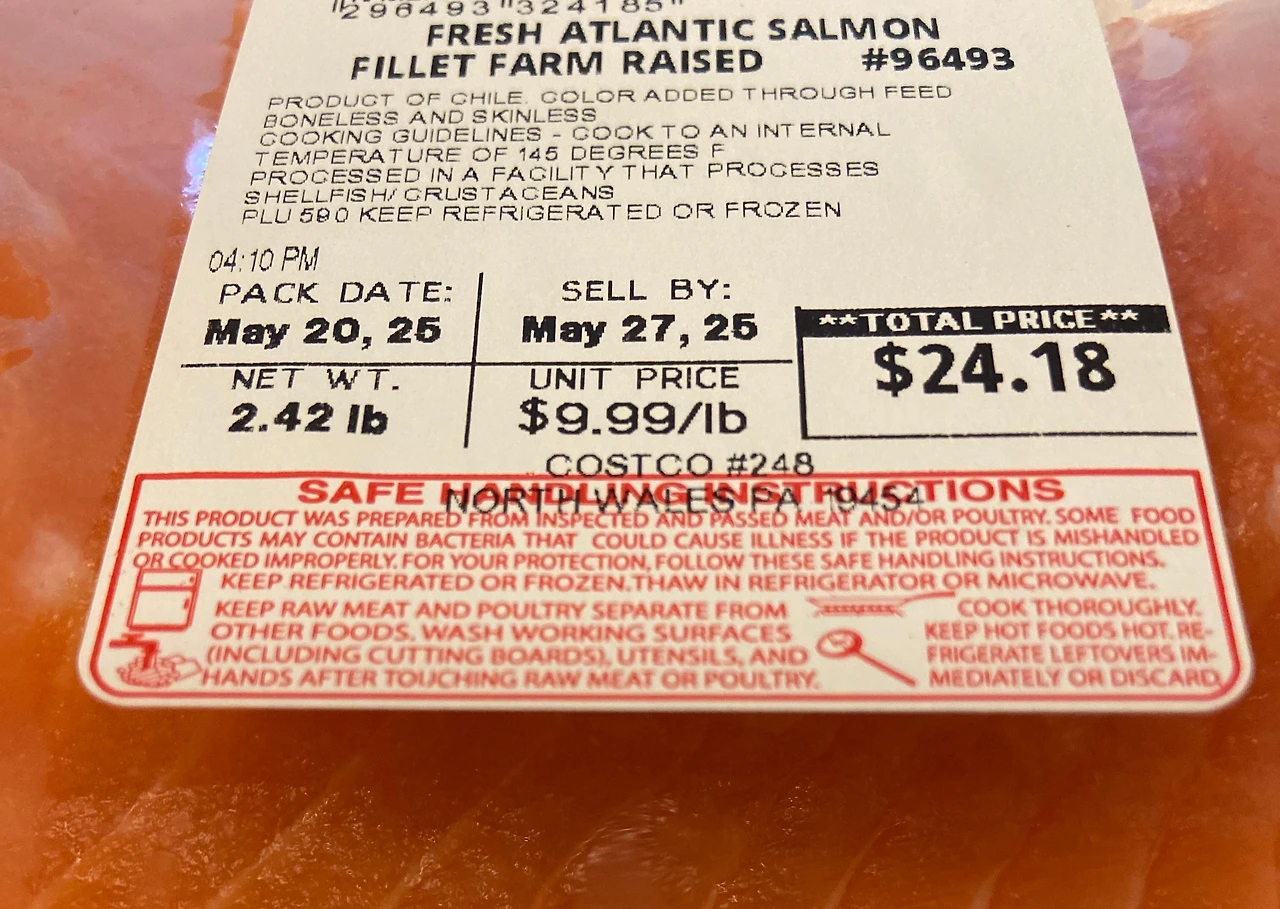 296493 324185
FRESH ATLANTIC SALMON
FILLET FARM RAISED #96493
PRODUCT OF CHILE. COLOR ADDED THROUGH FEED
BONELESS AND SKINLESS
COOKING GUIDELINES - COOK TO AN INTERNAL
TEMPERATURE OF 145 DEGREES F
PROCESSED IN A FACILITY THAT PROCESSES
SHELLFISH/CRUSTACEANS
PLU 590 KEEP REFRIGERATED OR FROZEN
04:10 PM
PACK DATE: SELL BY:
May 20, 25 May 27, 25
**TOTAL PRICE**
$24.18
NET WT. UNIT PRICE
2.42 lb $9.99/lb
COSTCO #248
NORTH WALES PA 19454
SAFE HANDLING INSTRUCTIONS
THIS PRODUCT WAS PREPARED FROM INSPECTED AND PASSED MEAT AND/OR POULTRY. SOME FOOD
PRODUCTS MAY CONTAIN BACTERIA THAT COULD CAUSE ILLNESS IF THE PRODUCT IS MISHANDLED
OR COOKED IMPROPERLY. FOR YOUR PROTECTION, FOLLOW THESE SAFE HANDLING INSTRUCTIONS.
KEEP REFRIGERATED OR FROZEN. THAW IN REFRIGERATOR OR MICROWAVE.
KEEP RAW MEAT AND POULTRY SEPARATE FROM
OTHER FOODS. WASH WORKING SURFACES
(INCLUDING CUTTING BOARDS), UTENSILS, AND
HANDS AFTER TOUCHING RAW MEAT OR POULTRY.
COOK THOROUGHLY.
KEEP HOT FOODS HOT. RE-
FRIGERATE LEFTOVERS IM-
MEDIATELY OR DISCARD.